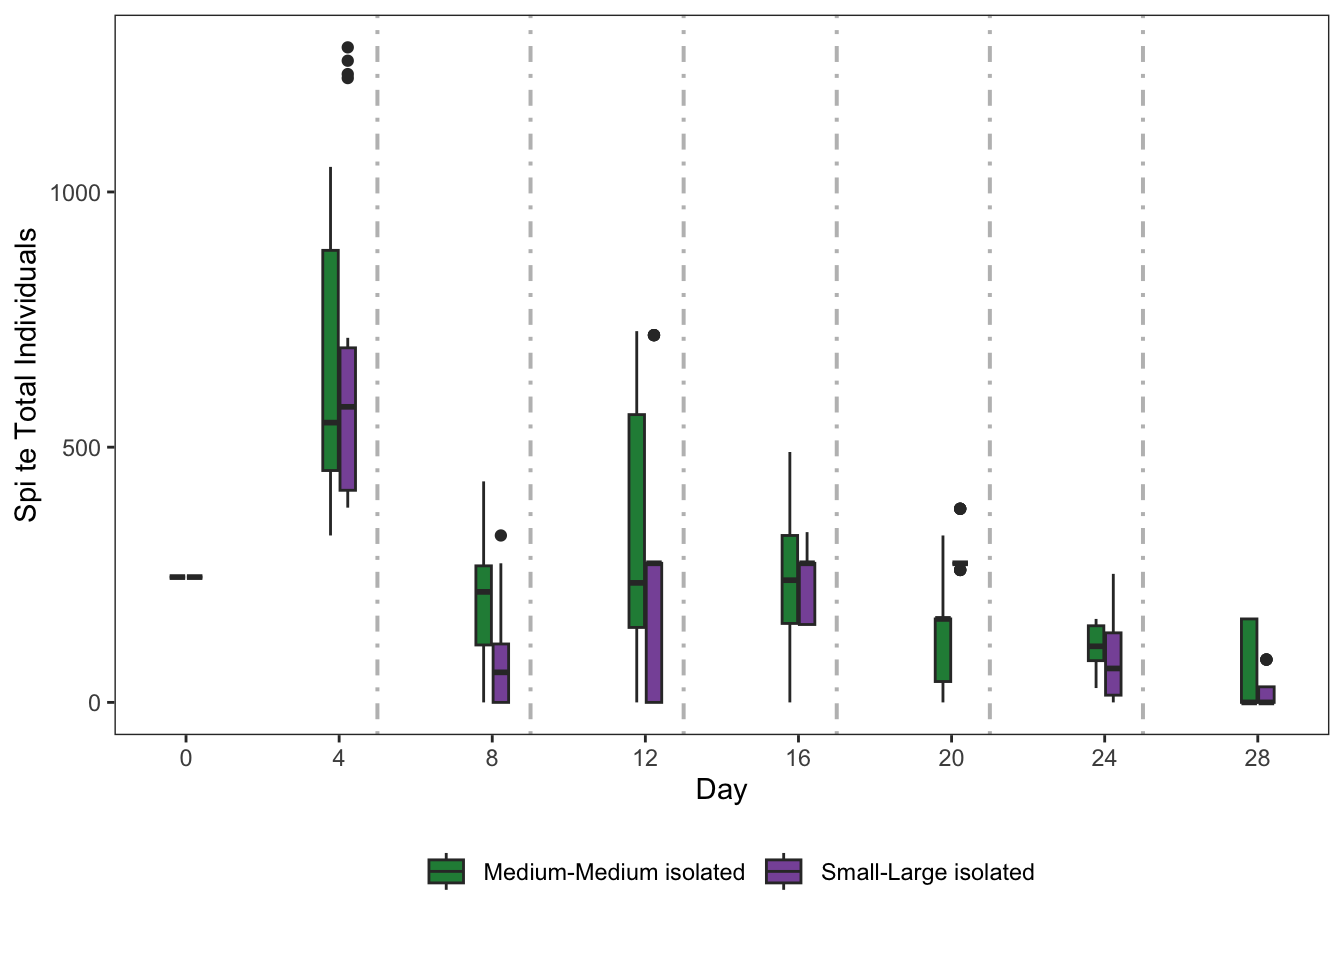 Spi te Total Individuals
1000
500
0
0 4 8 12 16 20 24 28
Day
Medium-Medium isolated Small-Large isolated